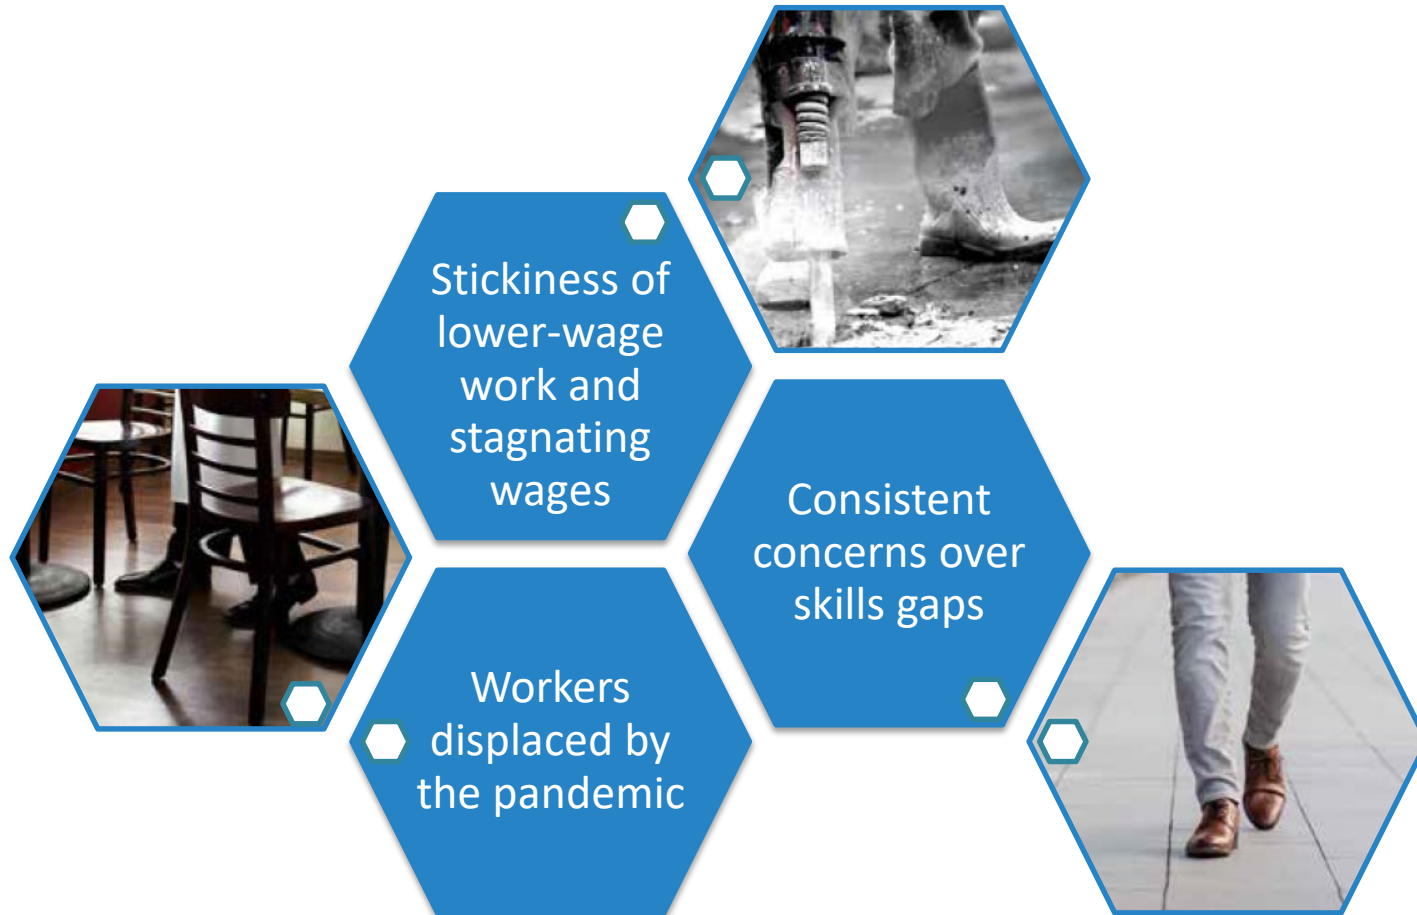 Stickiness of
lower-wage
work and
stagnating
wages
Consistent
concerns over
skills gaps
Workers
displaced by
the pandemic